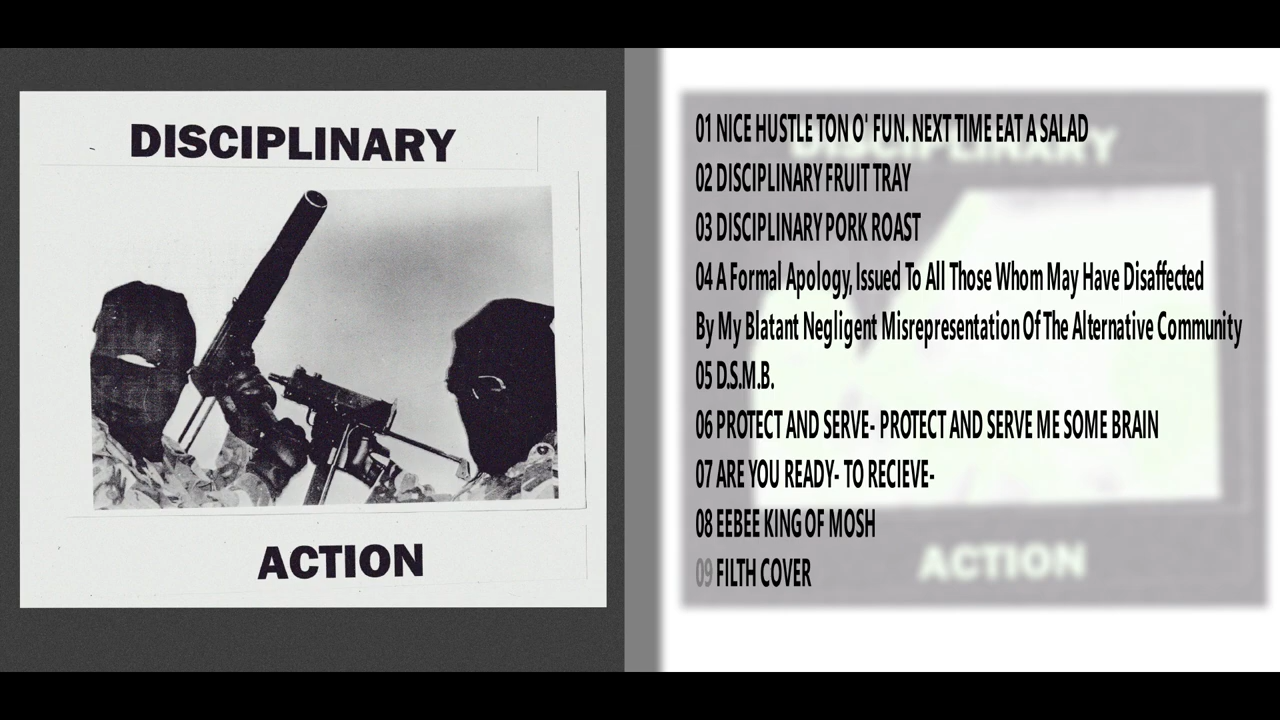 DISCIPLINARY
ACTION
01 NICE HUSTLE TON O' FUN. NEXT TIME EAT A SALAD
02 DISCIPLINARY FRUIT TRAY
03 DISCIPLINARY PORK ROAST
04 A Formal Apology, Issued To All Those Whom May Have Disaffected
By My Blatant Negligent Misrepresentation Of The Alternative Community
05 D.S.M.B.
06 PROTECT AND SERVE- PROTECT AND SERVE ME SOME BRAIN
07 ARE YOU READY- TO RECIEVE-
08 EEBEE KING OF MOSH
09 FILTH COVER
DISCIPLINARY
ACTION